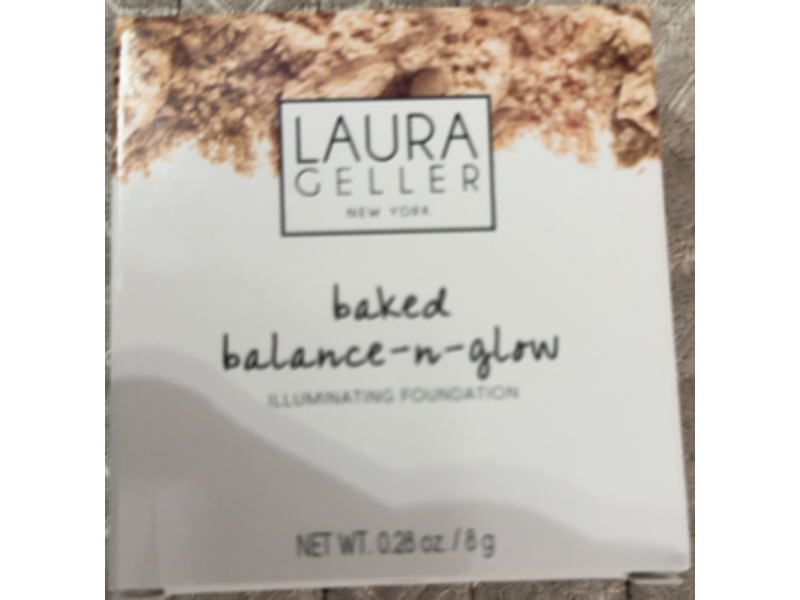 LAURA
GELLER
NEW YORK
baked
balance-n-glow
ILLUMINATING FOUNDATION
NET WT. 0.28 oz. / 8 g